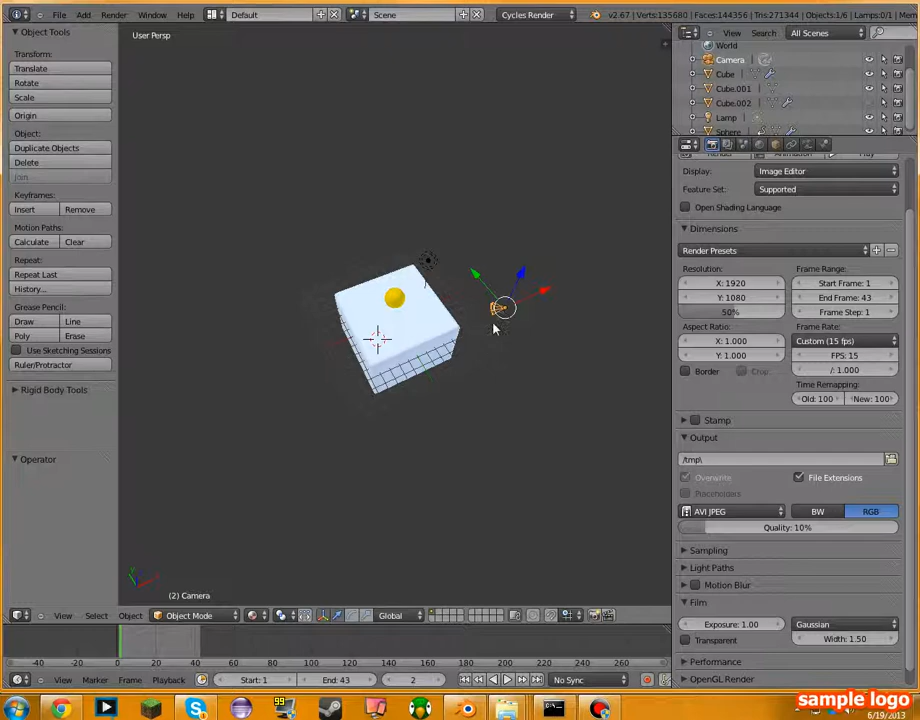 File Add Render Window Help Default Scene Cycles Render v2.67 | Verts:135680 | Faces:144356 | Tris:271344 | Objects:1/6 | Lamps:0/1 |
Object Tools
Transform:
Translate
Rotate
Scale
Origin
Object:
Duplicate Objects
Delete
Join
Keyframes:
Insert Remove
Motion Paths:
Calculate Clear
Repeat:
Repeat Last
History...
Grease Pencil:
Draw Line
Poly Erase
Use Sketching Sessions
Ruler/Protractor
Rigid Body Tools
Operator
User Persp
(2) Camera
View Select Object Object Mode Global
View Search All Scenes
World
Camera
Cube
Cube.001
Cube.002
Lamp
Sphere
Display: Image Editor
Feature Set: Supported
Open Shading Language
Dimensions
Render Presets
Resolution: Frame Range:
X: 1920 Start Frame: 1
Y: 1080 End Frame: 43
50% Frame Step: 1
Aspect Ratio: Frame Rate:
X: 1.000 Custom (15 fps)
Y: 1.000 FPS: 15
Border Crop /: 1.000
Time Remapping:
Old: 100 New: 100
Stamp
Output
/tmp\
Overwrite File Extensions
Placeholders
AVI JPEG BW RGB
Quality: 10%
Sampling
Light Paths
Motion Blur
Film
Exposure: 1.00 Gaussian
Transparent Width: 1.50
Performance
OpenGL Render
-40 -20 0 20 40 60 80 100 120 140 160 180 200 220 240 260
View Marker Frame Playback Start: 1 End: 43 2 No Sync
sample logo
6/19/2013